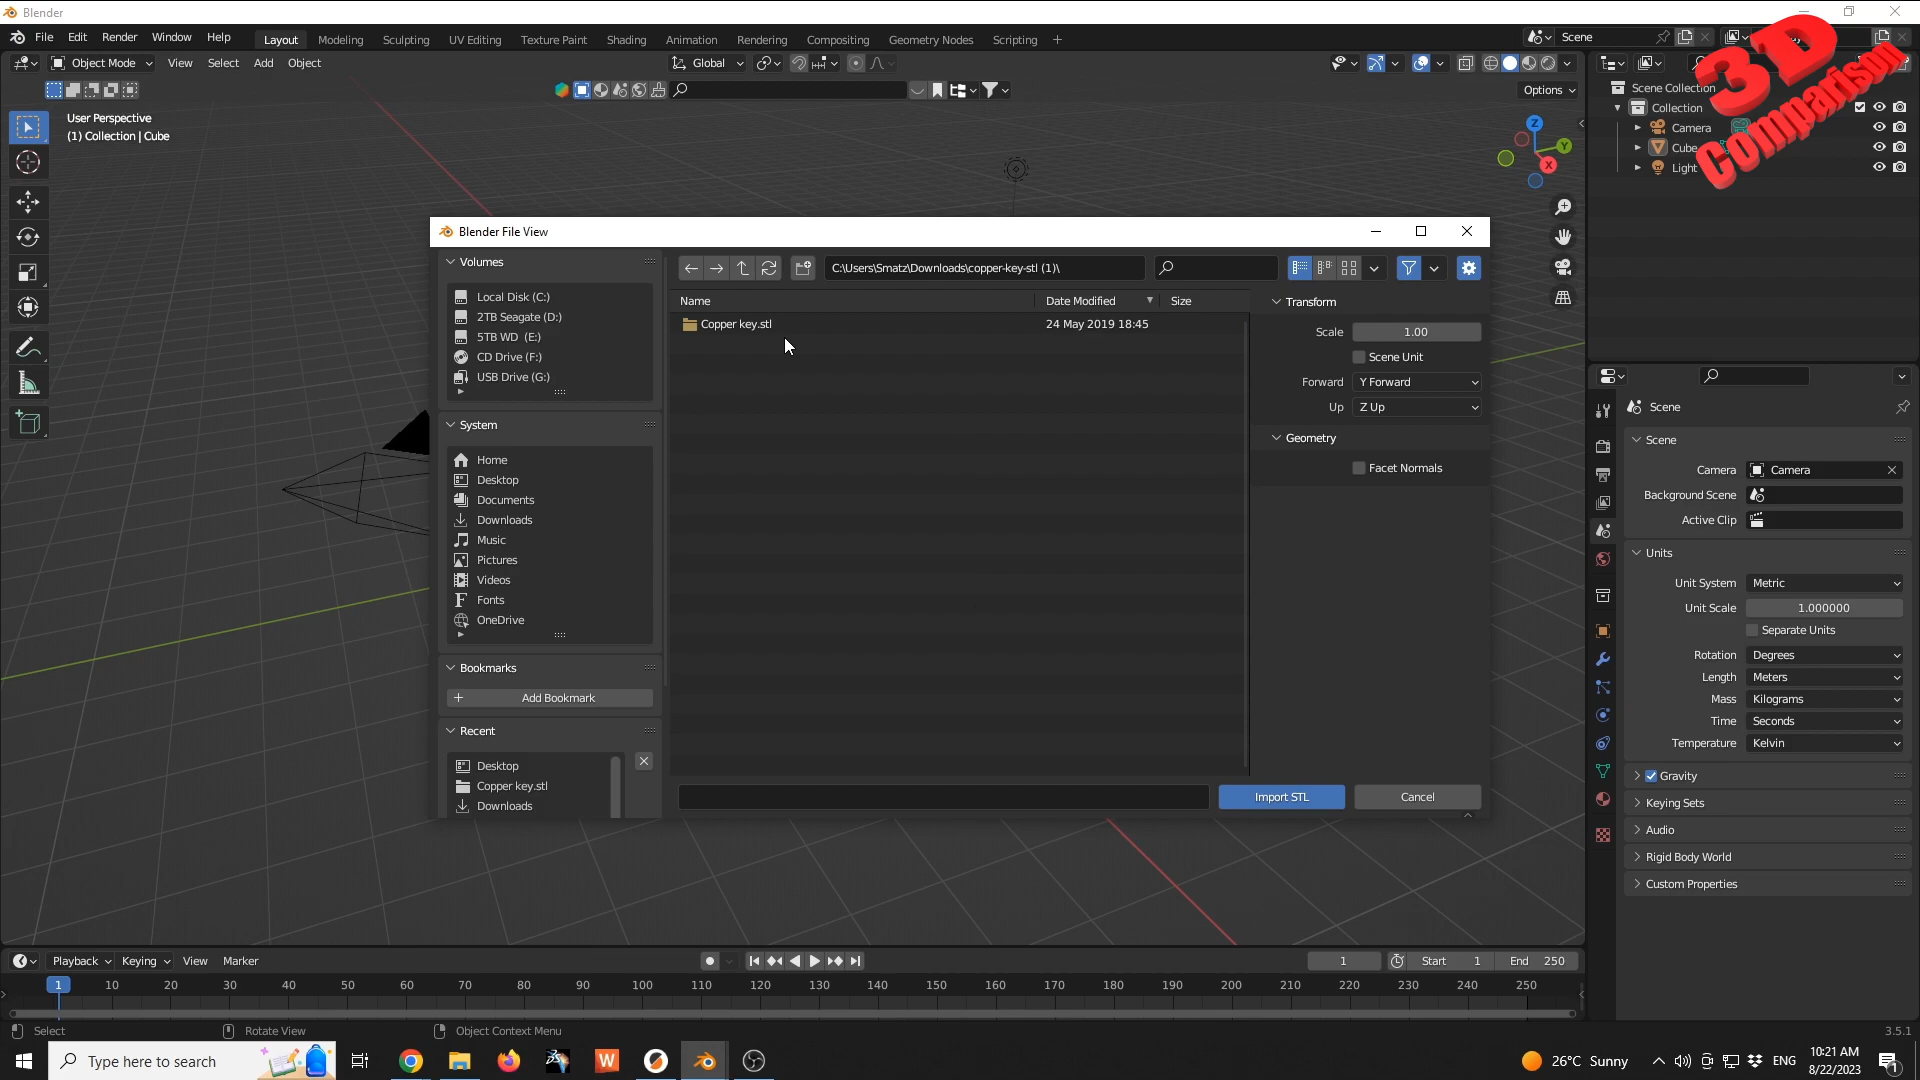 Blender
File Edit Render Window Help
Layout Modeling Sculpting UV Editing Texture Paint Shading Animation Rendering Compositing Geometry Nodes Scripting +
Scene
Object Mode View Select Add Object
Global
Options
User Perspective
(1) Collection | Cube
Z
Y
X
Scene Collection
Collection
Camera
Cube
Light
3D
Comparison
Blender File View
Volumes
Local Disk (C:)
2TB Seagate (D:)
5TB WD (E:)
CD Drive (F:)
USB Drive (G:)
System
Home
Desktop
Documents
Downloads
Music
Pictures
Videos
Fonts
OneDrive
Bookmarks
Add Bookmark
Recent
Desktop
Copper key.stl
Downloads
C:\Users\Smatz\Downloads\copper-key-stl (1)\
Name Date Modified Size
Copper key.stl 24 May 2019 18:45
Transform
Scale 1.00
Scene Unit
Forward Y Forward
Up Z Up
Geometry
Facet Normals
Import STL Cancel
Scene
Scene
Camera Camera
Background Scene
Active Clip
Units
Unit System Metric
Unit Scale 1.000000
Separate Units
Rotation Degrees
Length Meters
Mass Kilograms
Time Seconds
Temperature Kelvin
Gravity
Keying Sets
Audio
Rigid Body World
Custom Properties
Playback Keying View Marker
1 Start 1 End 250
1 10 20 30 40 50 60 70 80 90 100 110 120 130 140 150 160 170 180 190 200 210 220 230 240 250
Select Rotate View Object Context Menu 3.5.1
Type here to search
W
26°C Sunny
ENG
10:21 AM
8/22/2023
1